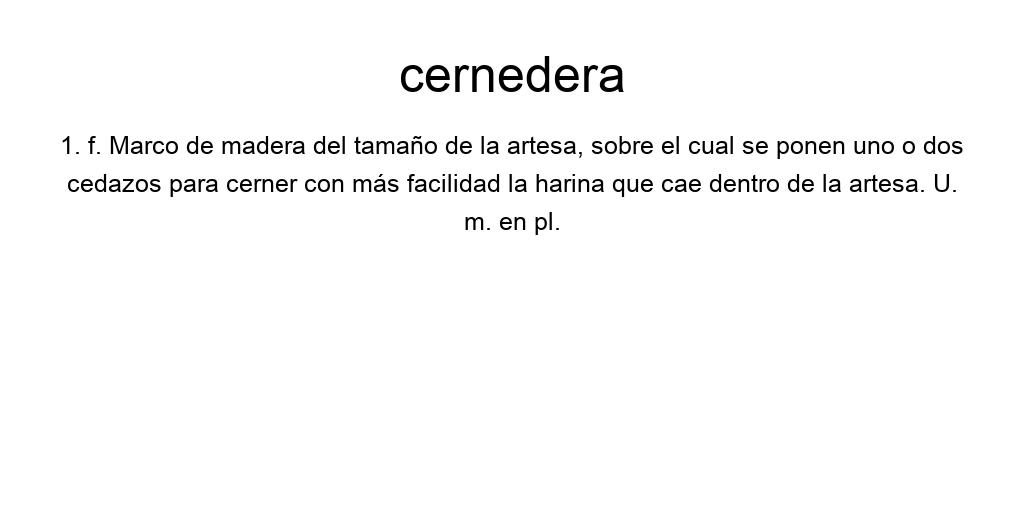 cernedera
1. f. Marco de madera del tamaño de la artesa, sobre el cual se ponen uno o dos
cedazos para cerner con más facilidad la harina que cae dentro de la artesa. U.
m. en pl.